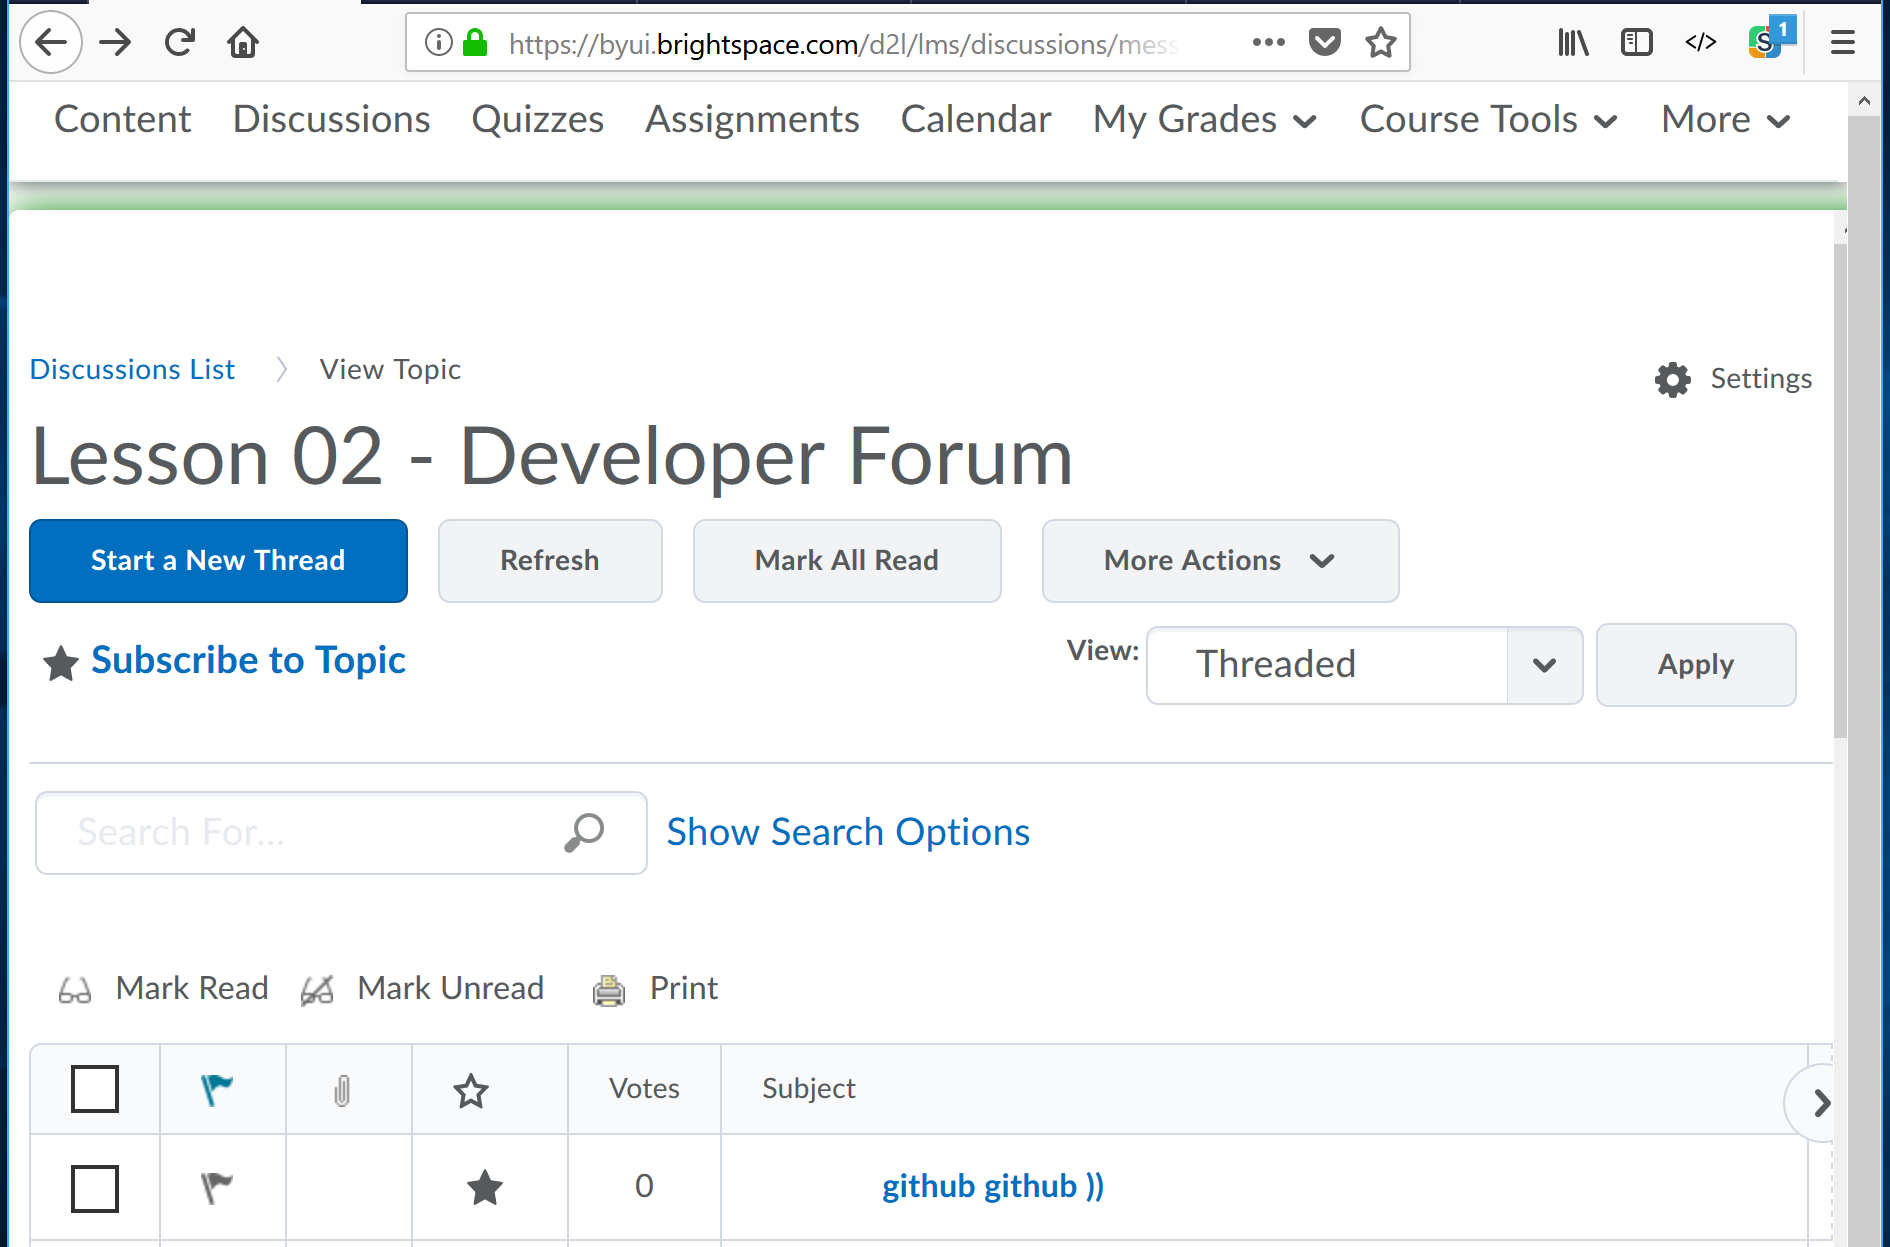 https://byui.brightspace.com/d2l/lms/discussions/mess
S 1
Content Discussions Quizzes Assignments Calendar My Grades Course Tools More
Discussions List View Topic
Settings
Lesson 02 - Developer Forum
Start a New Thread Refresh Mark All Read More Actions
Subscribe to Topic View: Threaded Apply
Search For... Show Search Options
Mark Read Mark Unread Print
Votes Subject
0 github github ))